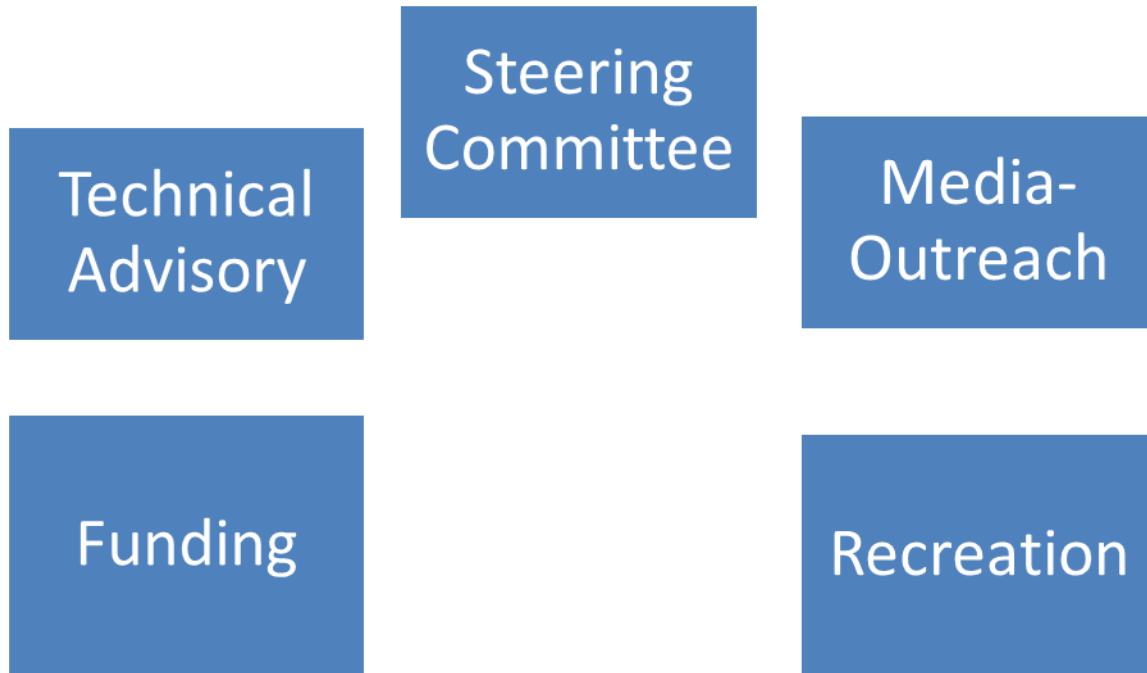 Steering
Committee
Technical
Advisory
Media-
Outreach
Funding
Recreation